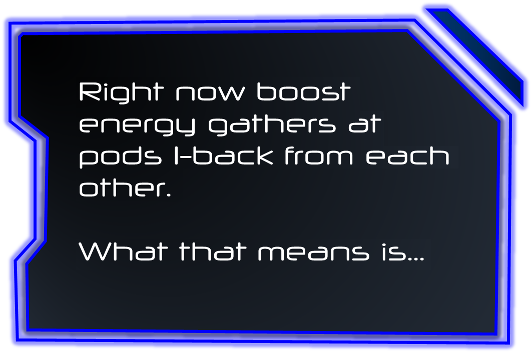 Right now boost
energy gathers at
pods 1-back from each
other.
What that means is...